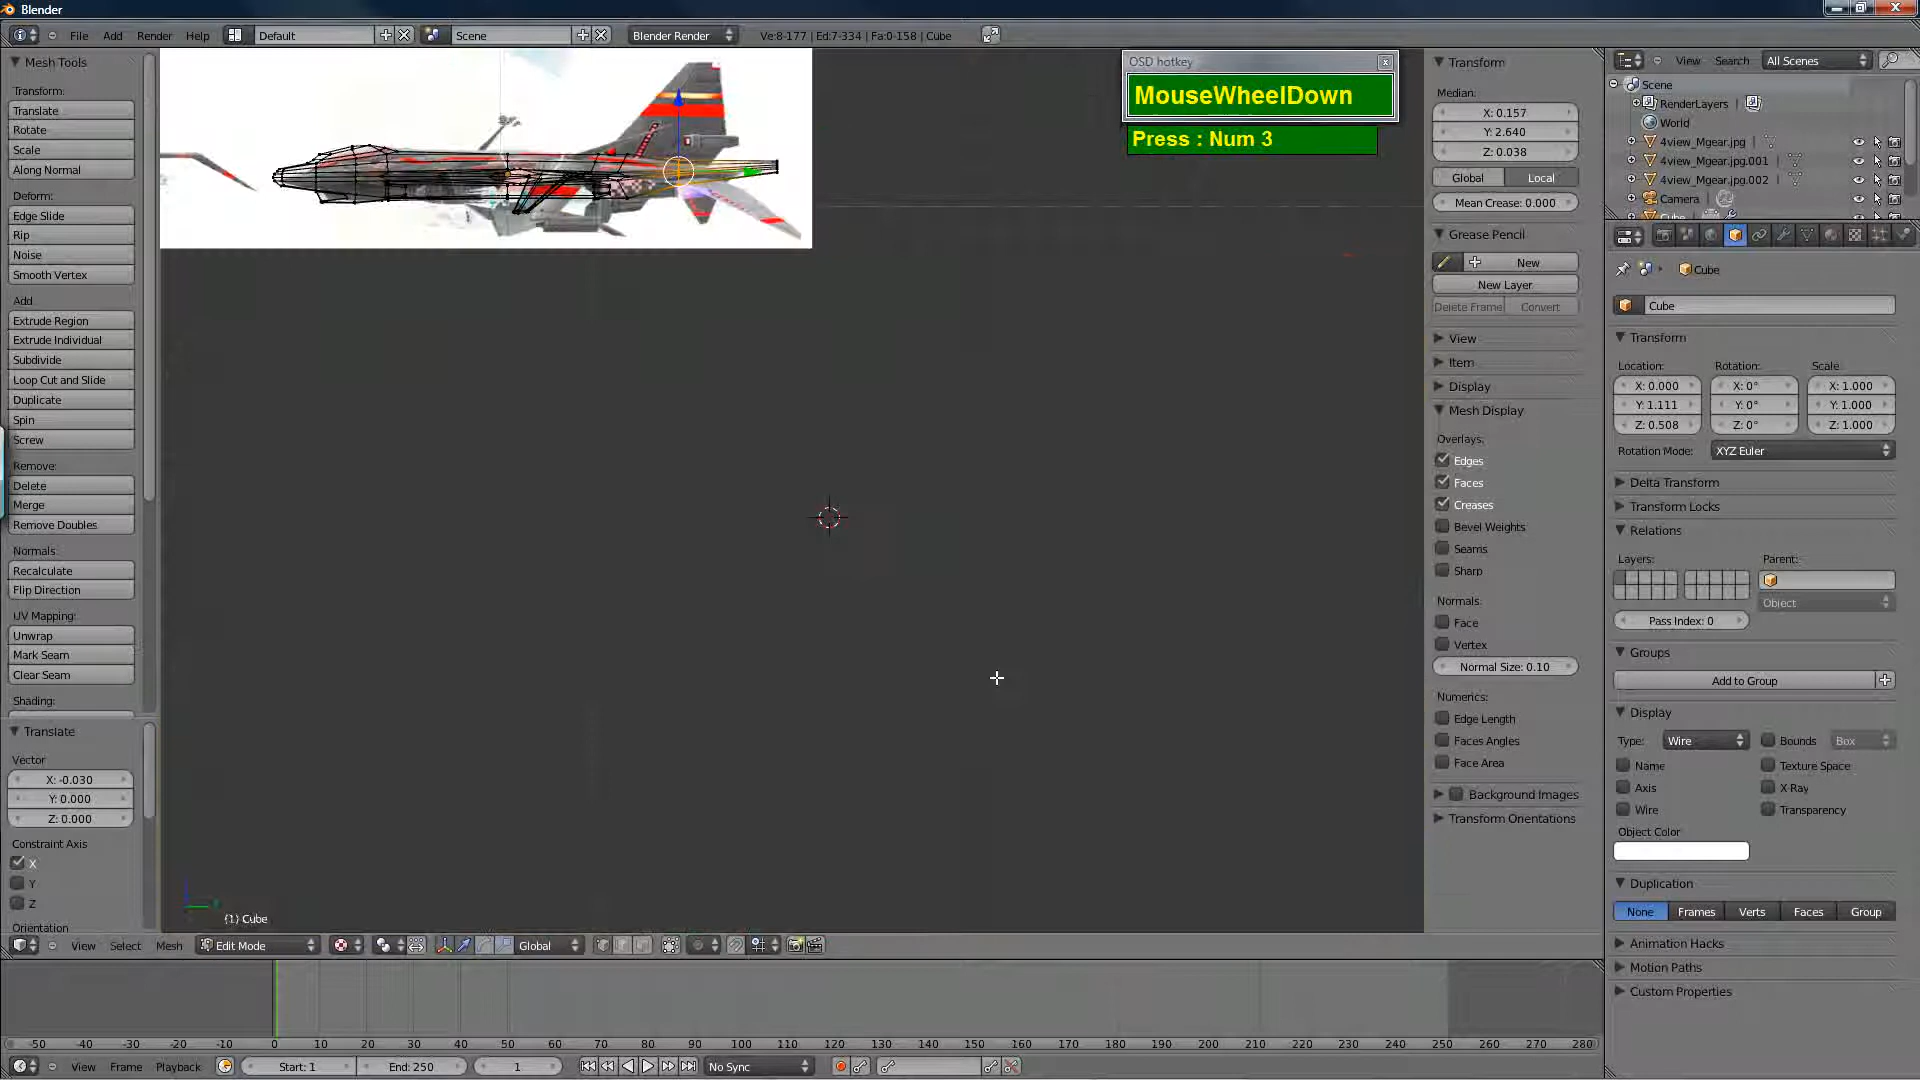 Blender
File Add Render Help Default Scene Blender Render Ve:8-177 | Ed:7-334 | Fa:0-158 | Cube
Mesh Tools
Transform:
Translate
Rotate
Scale
Along Normal
Deform:
Edge Slide
Rip
Noise
Smooth Vertex
Add
Extrude Region
Extrude Individual
Subdivide
Loop Cut and Slide
Duplicate
Spin
Screw
Remove:
Delete
Merge
Remove Doubles
Normals:
Recalculate
Flip Direction
UV Mapping:
Unwrap
Mark Seam
Clear Seam
Shading:
Translate
Vector
X: -0.030
Y: 0.000
Z: 0.000
Constraint Axis
X
Y
Z
Orientation
OSD hotkey
MouseWheelDown
Press : Num 3
(1) Cube
View Select Mesh Edit Mode Global
Transform
Median:
X: 0.157
Y: 2.640
Z: 0.038
Global Local
Mean Crease: 0.000
Grease Pencil
New
New Layer
Delete Frame Convert
View
Item
Display
Mesh Display
Overlays:
Edges
Faces
Creases
Bevel Weights
Seams
Sharp
Normals:
Face
Vertex
Normal Size: 0.10
Numerics:
Edge Length
Faces Angles
Face Area
Background Images
Transform Orientations
View Search All Scenes
Scene
RenderLayers
World
4view_Mgear.jpg
4view_Mgear.jpg.001
4view_Mgear.jpg.002
Camera
Cube
Cube
Cube
Transform
Location: Rotation: Scale:
X: 0.000 X: 0° X: 1.000
Y: 1.111 Y: 0° Y: 1.000
Z: 0.508 Z: 0° Z: 1.000
Rotation Mode: XYZ Euler
Delta Transform
Transform Locks
Relations
Layers: Parent:
Object
Pass Index: 0
Groups
Add to Group
Display
Type: Wire Bounds Box
Name Texture Space
Axis X-Ray
Wire Transparency
Object Color
Duplication
None Frames Verts Faces Group
Animation Hacks
Motion Paths
Custom Properties
-50 -40 -30 -20 -10 0 10 20 30 40 50 60 70 80 90 100 110 120 130 140 150 160 170 180 190 200 210 220 230 240 250 260 270 280
View Frame Playback Start: 1 End: 250 1 No Sync